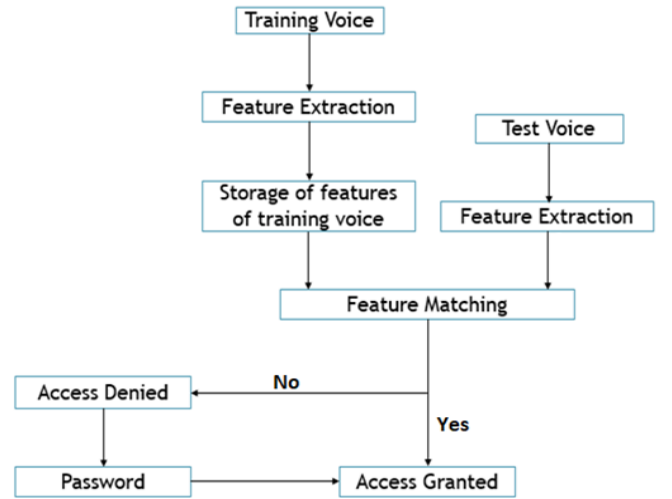 Training Voice
Feature Extraction
Test Voice
Storage of features
of training voice
Feature Extraction
Feature Matching
No
Access Denied
Yes
Password
Access Granted